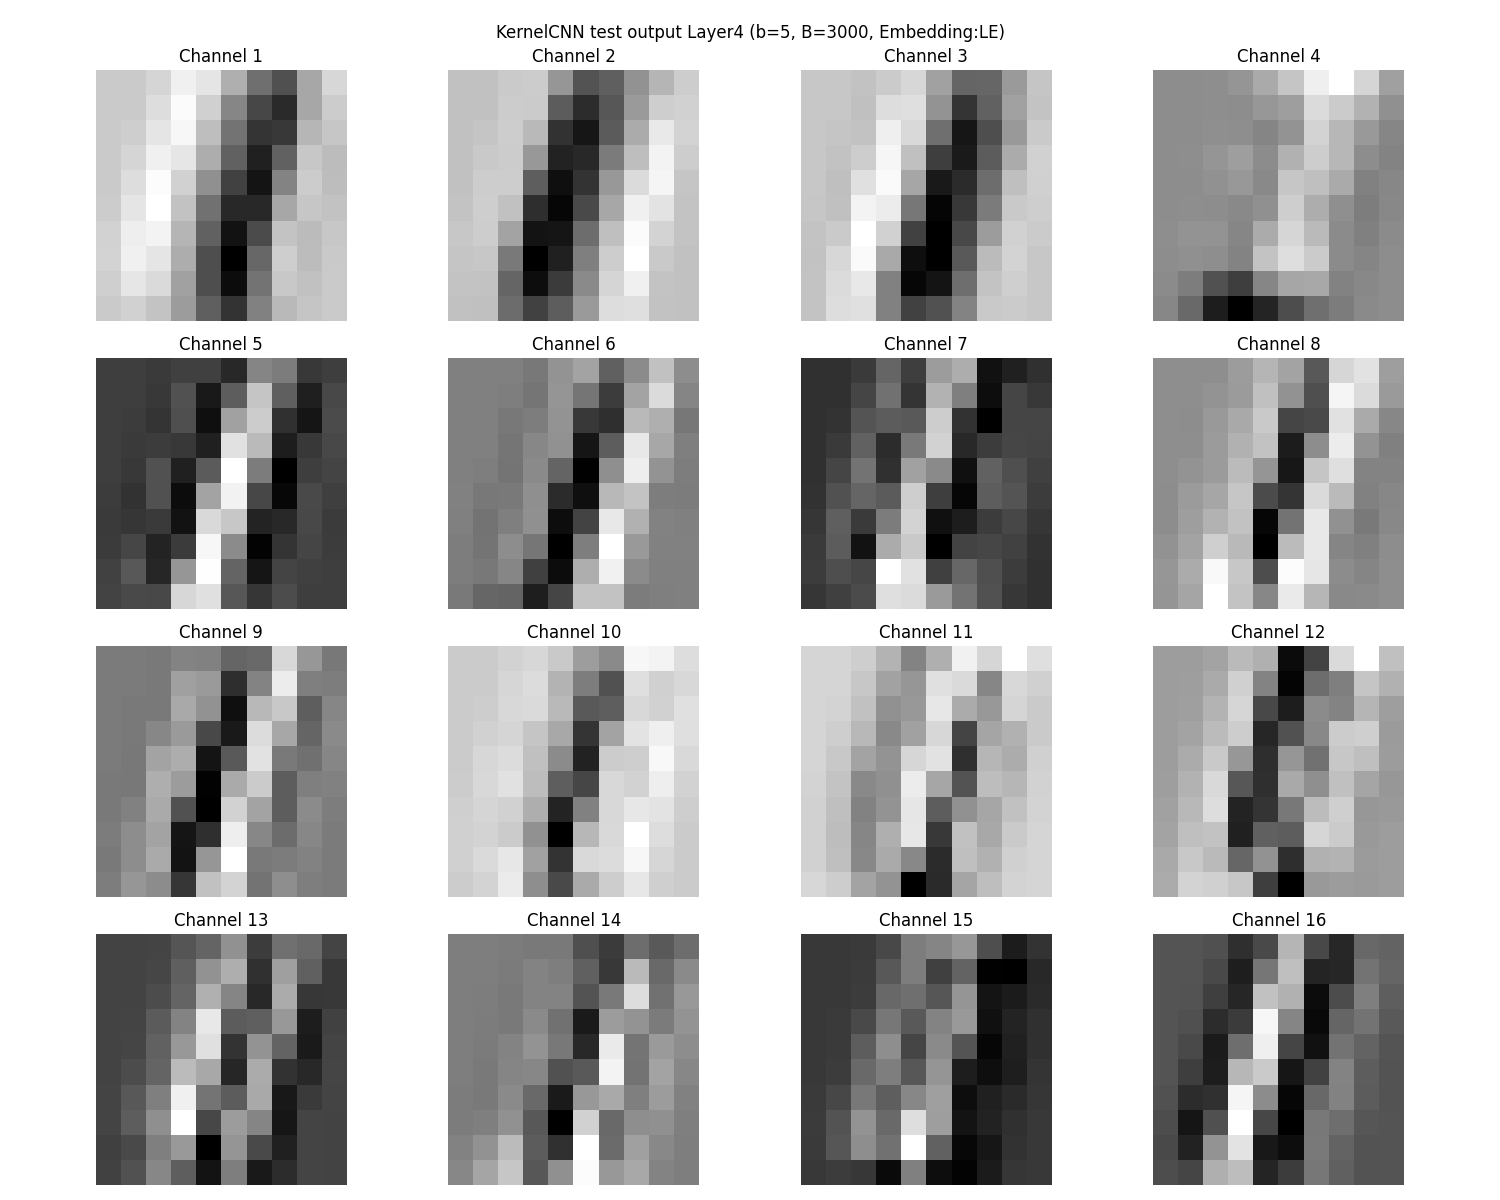 KernelCNN test output Layer4 (b=5, B=3000, Embedding:LE)
Channel 1
Channel 2
Channel 3
Channel 4
Channel 5
Channel 6
Channel 7
Channel 8
Channel 9
Channel 10
Channel 11
Channel 12
Channel 13
Channel 14
Channel 15
Channel 16